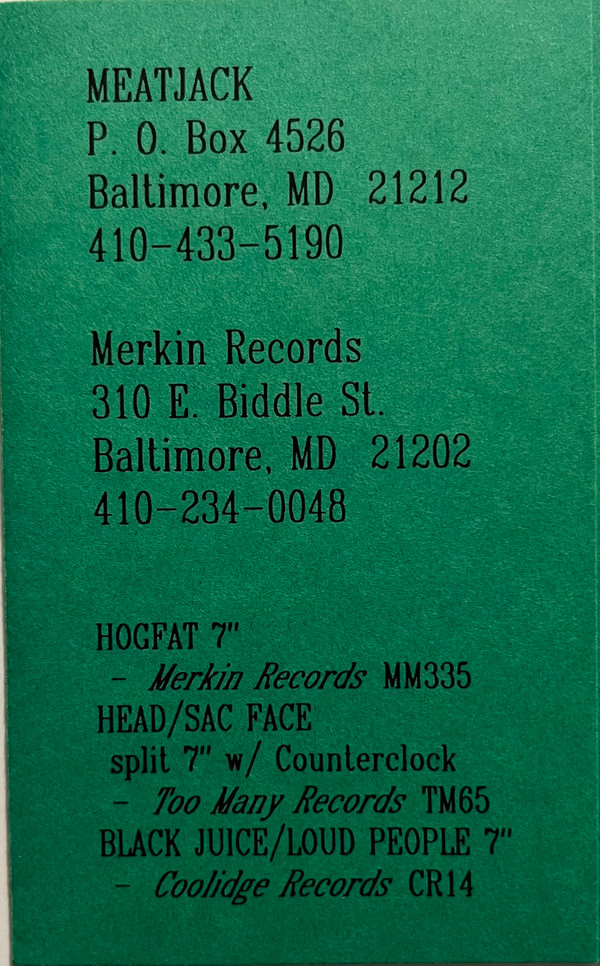 MEATJACK
P. O. Box 4526
Baltimore, MD 21212
410-433-5190
Merkin Records
310 E. Biddle St.
Baltimore, MD 21202
410-234-0048
HOGFAT 7"
- Merkin Records MM335
HEAD/SAC FACE
split 7" w/ Counterclock
- Too Many Records TM65
BLACK JUICE/LOUD PEOPLE 7"
- Coolidge Records CR14